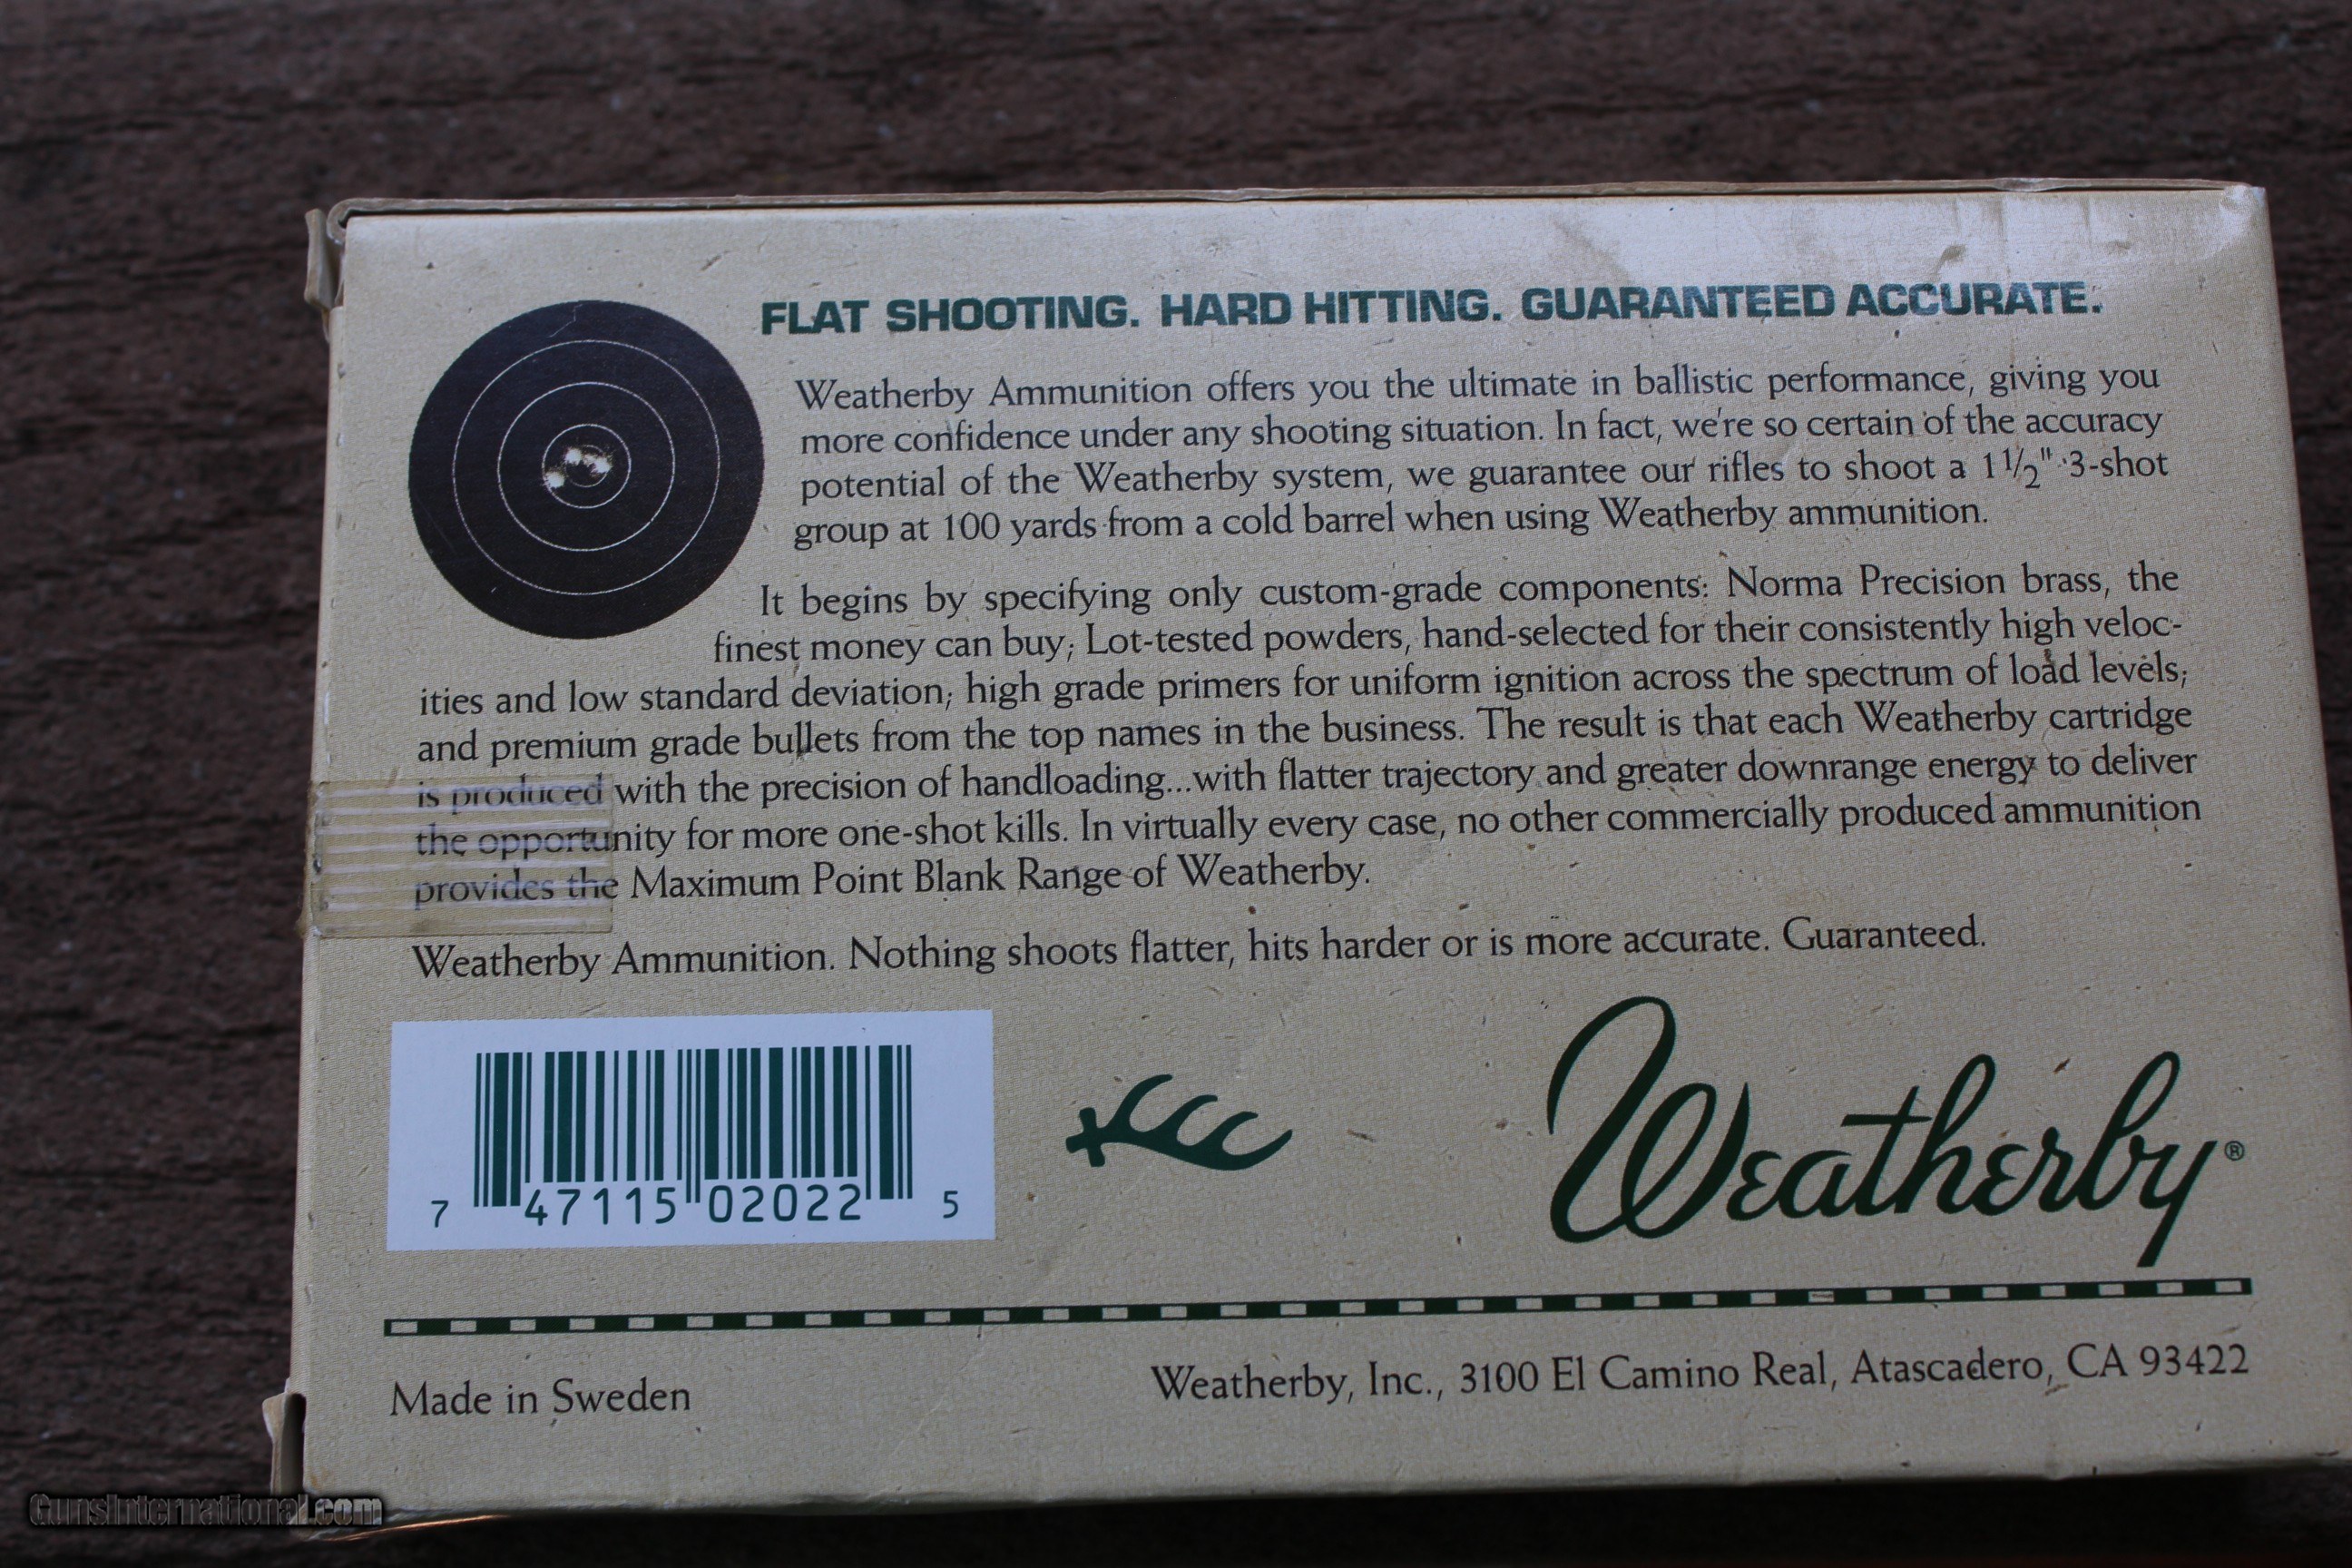 FLAT SHOOTING. HARD HITTING. GUARANTEED ACCURATE.
Weatherby Ammunition offers you the ultimate in ballistic performance, giving you
more confidence under any shooting situation. In fact, we're so certain of the accuracy
potential of the Weatherby system, we guarantee our rifles to shoot a 1 1/2" 3-shot
group at 100 yards from a cold barrel when using Weatherby ammunition.
It begins by specifying only custom-grade components: Norma Precision brass, the
finest money can buy; Lot-tested powders, hand-selected for their consistently high veloc-
ities and low standard deviation; high grade primers for uniform ignition across the spectrum of load levels;
and premium grade bullets from the top names in the business. The result is that each Weatherby cartridge
is produced with the precision of handloading...with flatter trajectory and greater downrange energy to deliver
the opportunity for more one-shot kills. In virtually every case, no other commercially produced ammunition
provides the Maximum Point Blank Range of Weatherby.
Weatherby Ammunition. Nothing shoots flatter, hits harder or is more accurate. Guaranteed.
7 47115 02022 5
Weatherby®
Made in Sweden
Weatherby, Inc., 3100 El Camino Real, Atascadero, CA 93422
GunsInternational.com